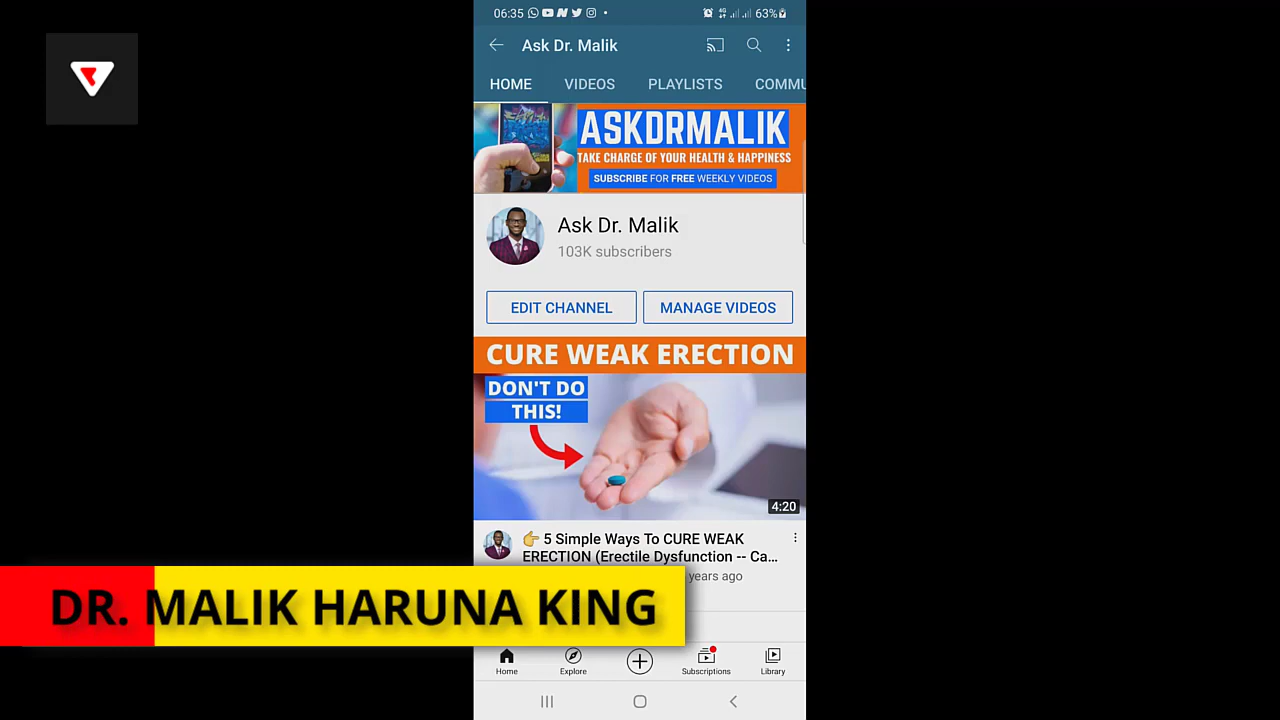 06:35
4G
63%
Ask Dr. Malik
HOME VIDEOS PLAYLISTS COMMU
ASKDRMALIK
TAKE CHARGE OF YOUR HEALTH & HAPPINESS
SUBSCRIBE FOR FREE WEEKLY VIDEOS
Ask Dr. Malik
103K subscribers
EDIT CHANNEL MANAGE VIDEOS
CURE WEAK ERECTION
DON'T DO
THIS!
4:20
👉 5 Simple Ways To CURE WEAK
ERECTION (Erectile Dysfunction -- Ca...
years ago
DR. MALIK HARUNA KING
Home Explore Subscriptions Library